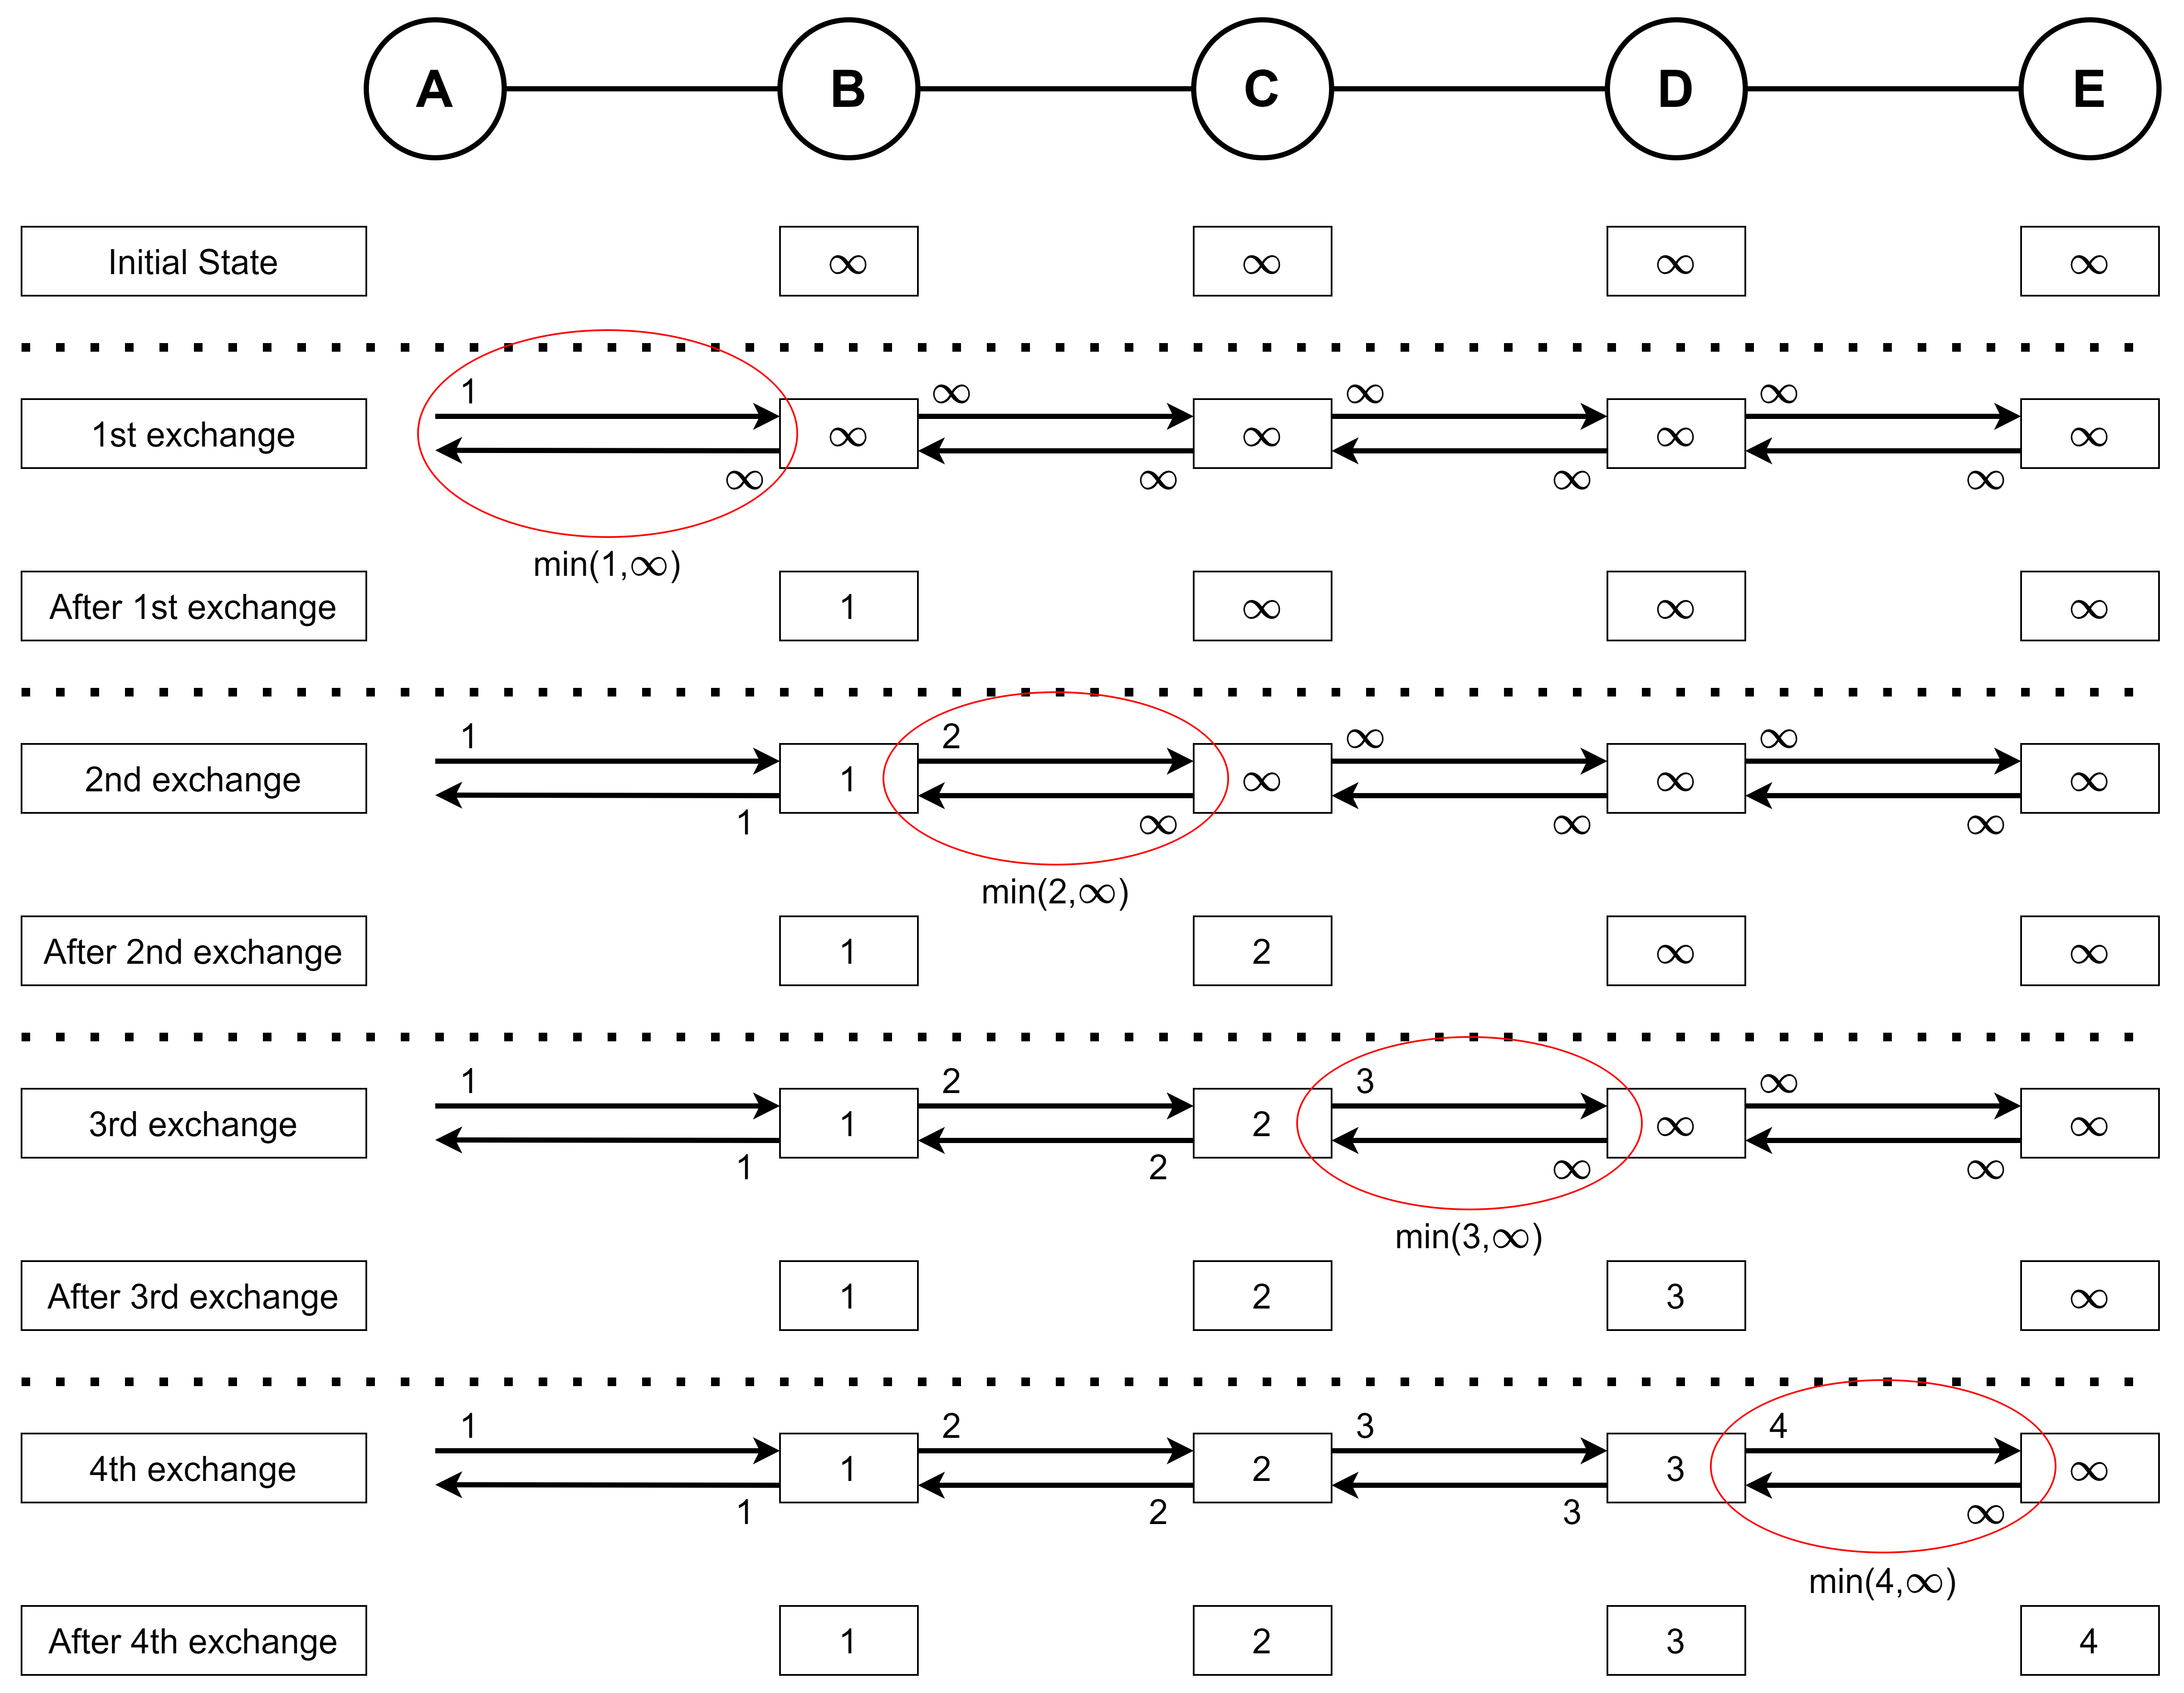 A B C D E
Initial State ∞ ∞ ∞ ∞
1 ∞ ∞ ∞
1st exchange ∞ ∞ ∞ ∞
∞ ∞ ∞ ∞
min(1,∞)
After 1st exchange 1 ∞ ∞ ∞
1 2 ∞ ∞
2nd exchange 1 ∞ ∞ ∞
1 ∞ ∞ ∞
min(2,∞)
After 2nd exchange 1 2 ∞ ∞
1 2 3 ∞
3rd exchange 1 2 ∞ ∞
1 2 ∞ ∞
min(3,∞)
After 3rd exchange 1 2 3 ∞
1 2 3 4
4th exchange 1 2 3 ∞
1 2 3 ∞
min(4,∞)
After 4th exchange 1 2 3 4